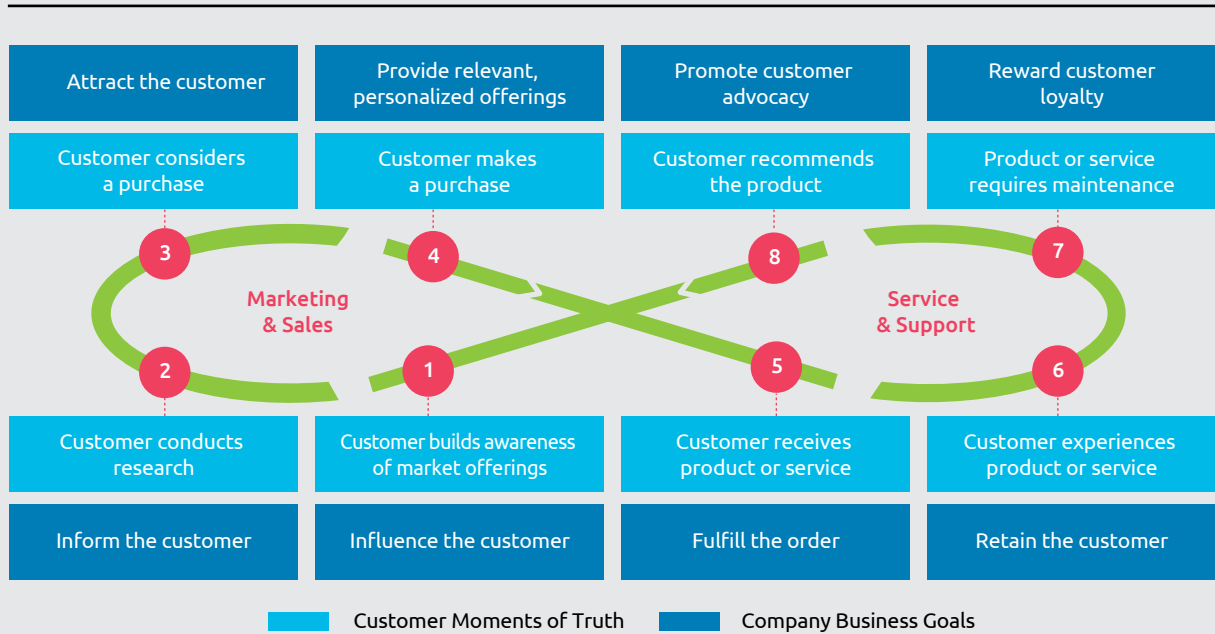 Attract the customer
Provide relevant,
personalized offerings
Promote customer
advocacy
Reward customer
loyalty
Customer considers
a purchase
Customer makes
a purchase
Customer recommends
the product
Product or service
requires maintenance
3
4
8
7
Marketing
& Sales
Service
& Support
2
1
5
6
Customer conducts
research
Customer builds awareness
of market offerings
Customer receives
product or service
Customer experiences
product or service
Inform the customer
Influence the customer
Fulfill the order
Retain the customer
Customer Moments of Truth
Company Business Goals